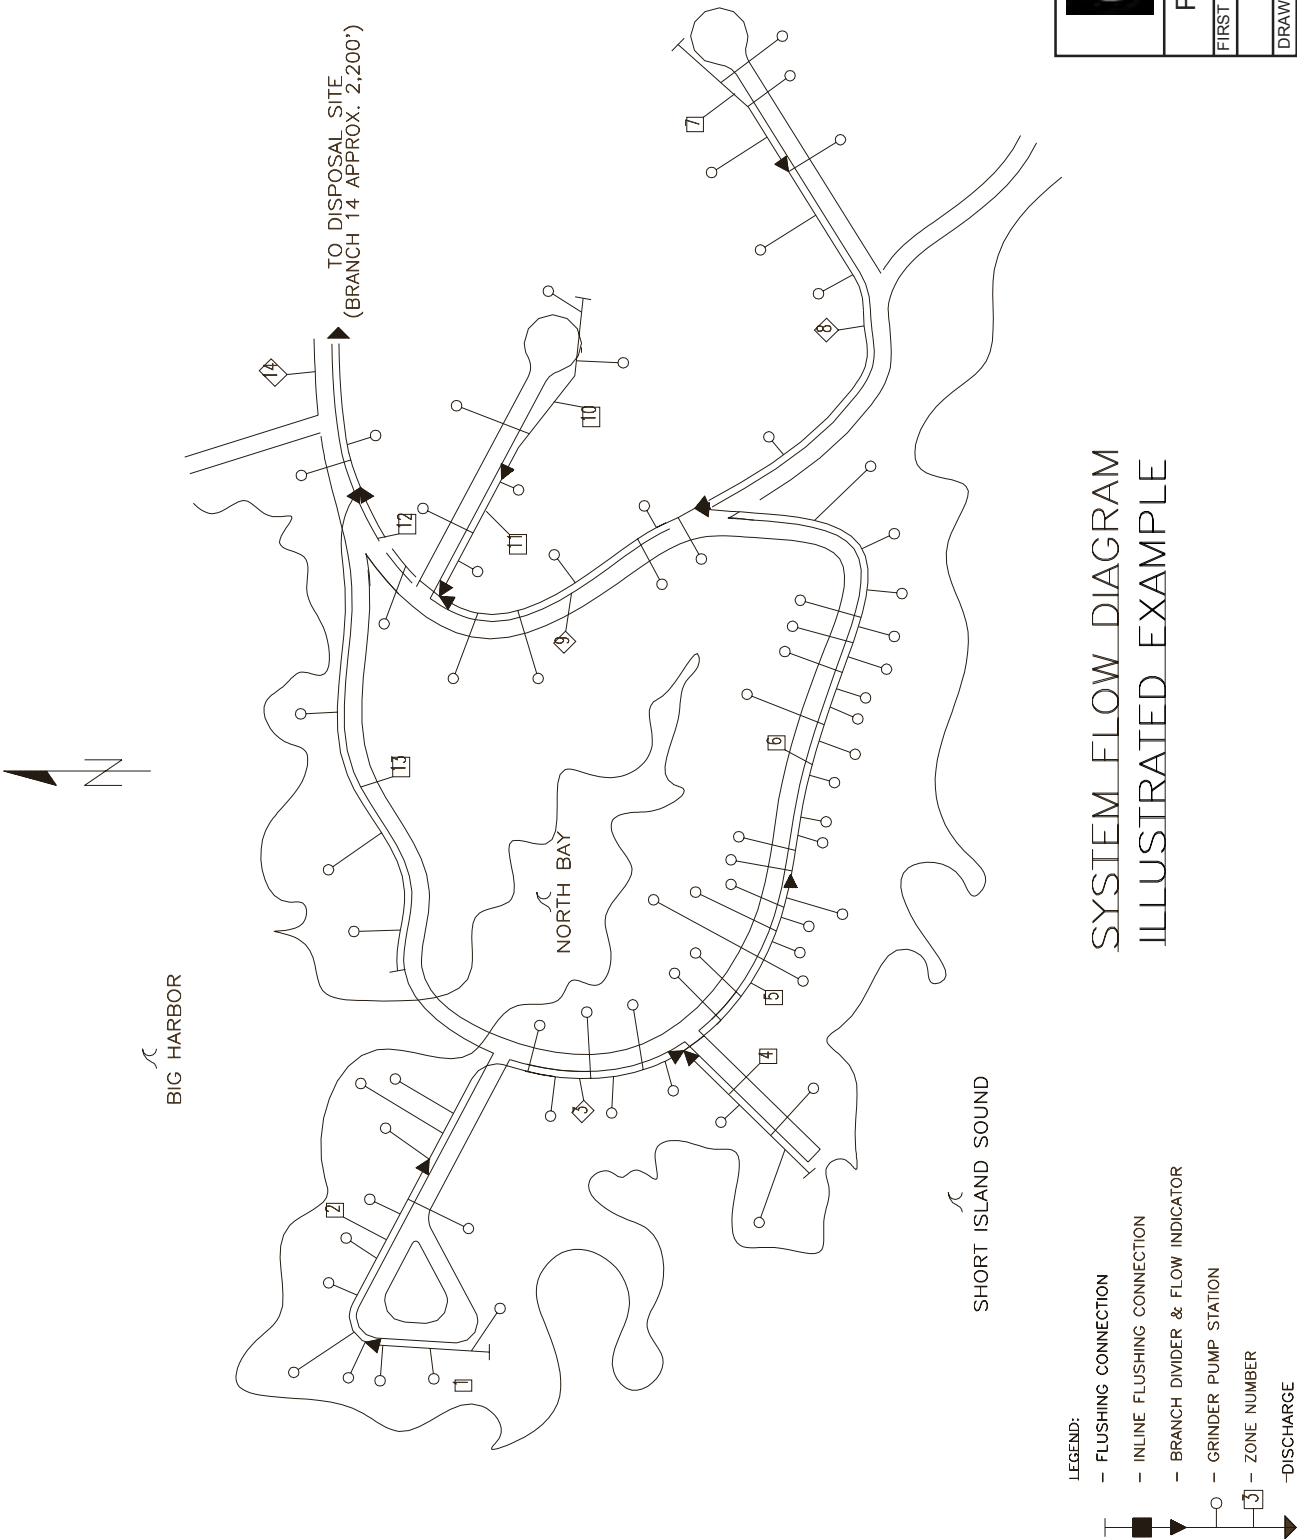 TO DISPOSAL SITE
(BRANCH 14 APPROX. 2,200')
BIG HARBOR
NORTH BAY
SHORT ISLAND SOUND
N
1
2
3
4
5
6
7
8
9
10
11
12
13
14
SYSTEM FLOW DIAGRAM
ILLUSTRATED EXAMPLE
LEGEND:
- FLUSHING CONNECTION
- INLINE FLUSHING CONNECTION
- BRANCH DIVIDER & FLOW INDICATOR
- GRINDER PUMP STATION
3 - ZONE NUMBER
-DISCHARGE
FIRST
DRAW